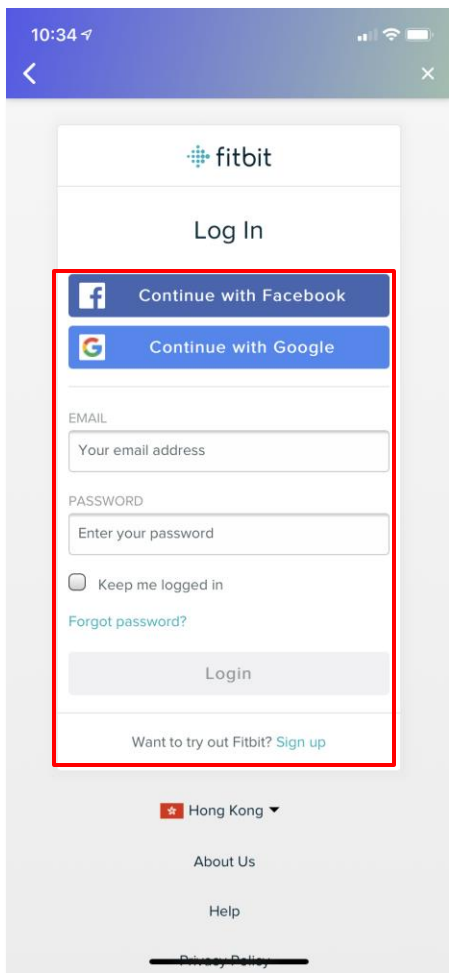 10:34
fitbit
Log In
Continue with Facebook
Continue with Google
EMAIL
Your email address
PASSWORD
Enter your password
Keep me logged in
Forgot password?
Login
Want to try out Fitbit? Sign up
Hong Kong
About Us
Help
Privacy Policy